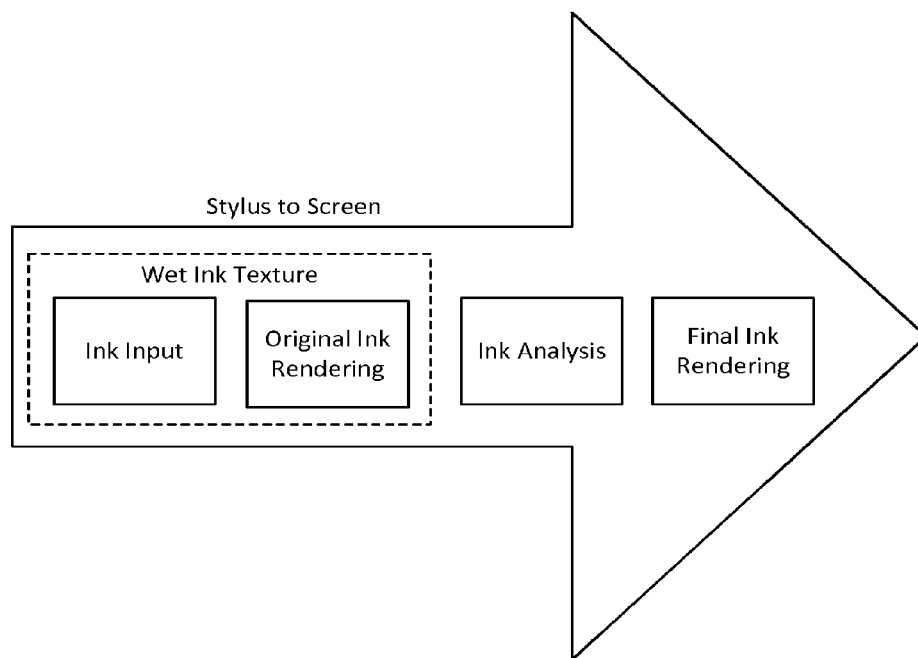 Stylus to Screen
Wet Ink Texture
Ink Input
Original Ink
Rendering
Ink Analysis
Final Ink
Rendering